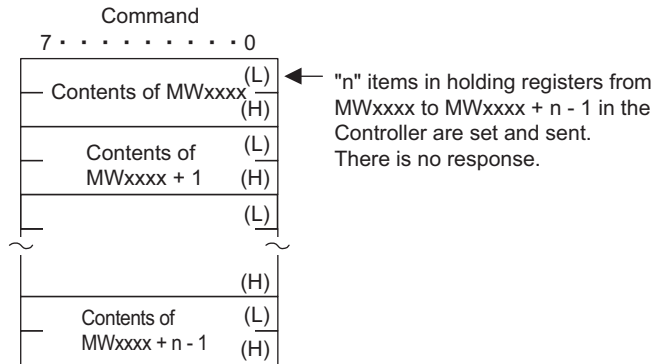 Command
7 · · · · · · · · · 0
(L)
Contents of MWxxxx
(H)
"n" items in holding registers from
MWxxxx to MWxxxx + n - 1 in the
Controller are set and sent.
There is no response.
Contents of
MWxxxx + 1
(L)
(H)
(L)
(H)
Contents of
MWxxxx + n - 1
(L)
(H)